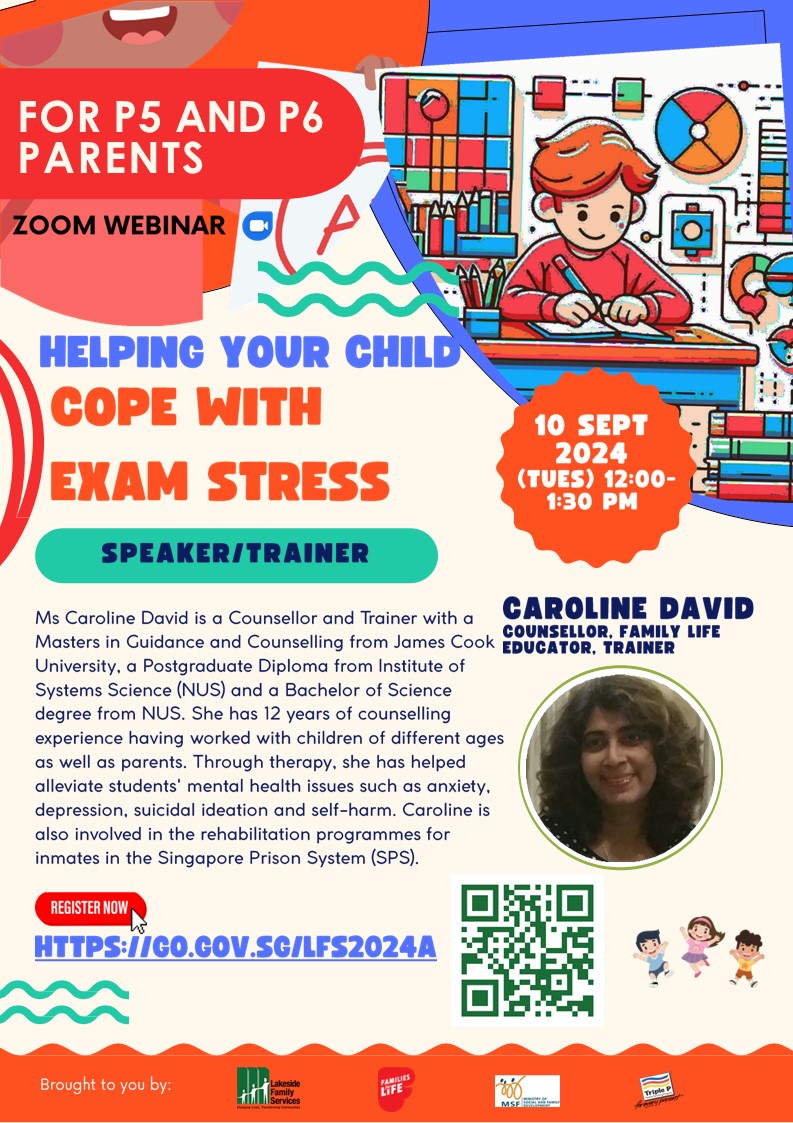 FOR P5 AND P6
PARENTS
ZOOM WEBINAR
HELPING YOUR CHILD
COPE WITH
EXAM STRESS
10 SEPT
2024
(TUES) 12:00-
1:30 PM
SPEAKER/TRAINER
Ms Caroline David is a Counsellor and Trainer with a
Masters in Guidance and Counselling from James Cook
University, a Postgraduate Diploma from Institute of
Systems Science (NUS) and a Bachelor of Science
degree from NUS. She has 12 years of counselling
experience having worked with children of different ages
as well as parents. Through therapy, she has helped
alleviate students' mental health issues such as anxiety,
depression, suicidal ideation and self-harm. Caroline is
also involved in the rehabilitation programmes for
inmates in the Singapore Prison System (SPS).
CAROLINE DAVID
COUNSELLOR, FAMILY LIFE
EDUCATOR, TRAINER
REGISTER NOW
HTTPS://GO.GOV.SG/LFS2024A
Brought to you by:
Lakeside
Family
Services
FAMILIES
for LiFE
MSF
MINISTRY OF
SOCIAL AND FAMILY
DEVELOPMENT
Triple P